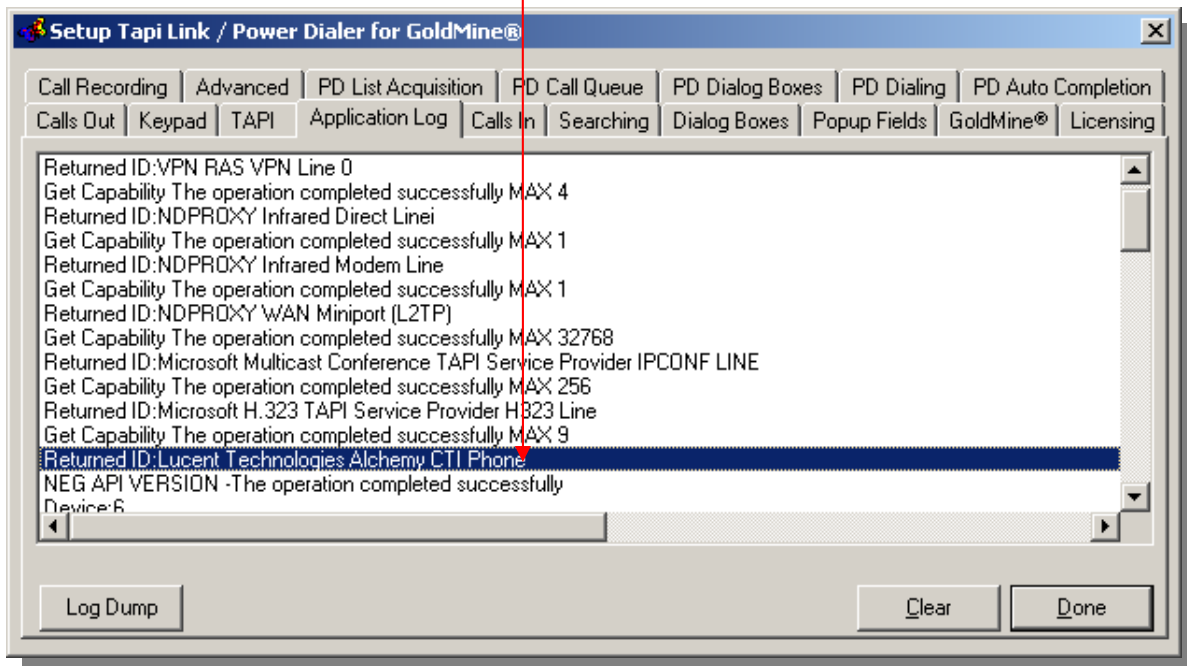 Setup Tapi Link / Power Dialer for GoldMine®
Call Recording Advanced PD List Acquisition PD Call Queue PD Dialog Boxes PD Dialing PD Auto Completion
Calls Out Keypad TAPI Application Log Calls In Searching Dialog Boxes Popup Fields GoldMine® Licensing
Returned ID:VPN RAS VPN Line 0
Get Capability The operation completed successfully MAX 4
Returned ID:NDPROXY Infrared Direct Linei
Get Capability The operation completed successfully MAX 1
Returned ID:NDPROXY Infrared Modem Line
Get Capability The operation completed successfully MAX 1
Returned ID:NDPROXY WAN Miniport (L2TP)
Get Capability The operation completed successfully MAX 32768
Returned ID:Microsoft Multicast Conference TAPI Service Provider IPCONF LINE
Get Capability The operation completed successfully MAX 256
Returned ID:Microsoft H.323 TAPI Service Provider H323 Line
Get Capability The operation completed successfully MAX 9
Returned ID:Lucent Technologies Alchemy CTI Phone
NEG API VERSION -The operation completed successfully
Device:6
Log Dump Clear Done